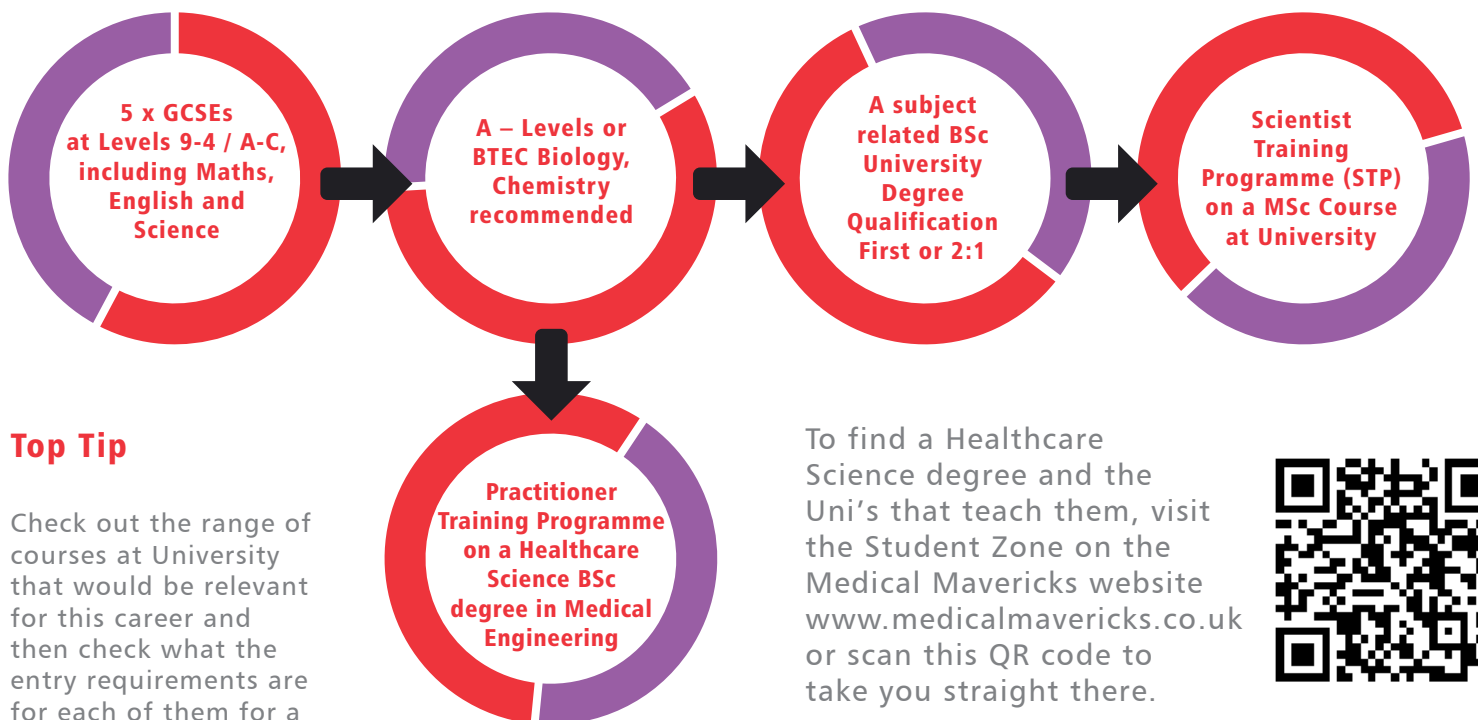 5 x GCSEs
at Levels 9-4 / A-C,
including Maths,
English and
Science
A – Levels or
BTEC Biology,
Chemistry
recommended
A subject
related BSc
University
Degree
Qualification
First or 2:1
Scientist
Training
Programme (STP)
on a MSc Course
at University
Practitioner
Training Programme
on a Healthcare
Science BSc
degree in Medical
Engineering
Top Tip
Check out the range of
courses at University
that would be relevant
for this career and
then check what the
entry requirements are
for each of them for a
To find a Healthcare
Science degree and the
Uni’s that teach them, visit
the Student Zone on the
Medical Mavericks website
www.medicalmavericks.co.uk
or scan this QR code to
take you straight there.